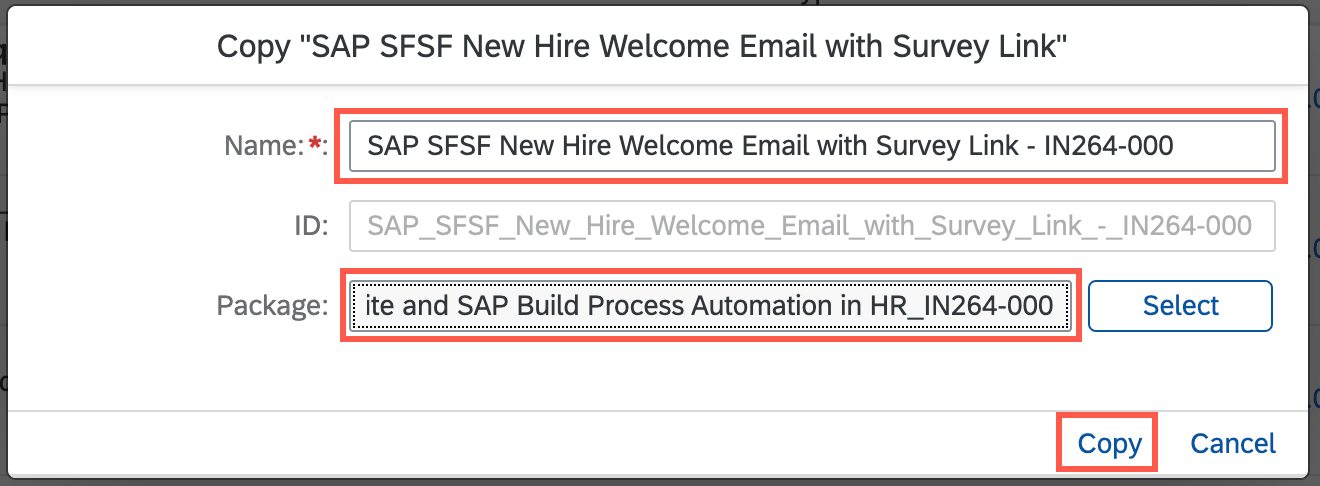 Copy "SAP SFSF New Hire Welcome Email with Survey Link"
Name:*: SAP SFSF New Hire Welcome Email with Survey Link - IN264-000
ID: SAP_SFSF_New_Hire_Welcome_Email_with_Survey_Link_-_IN264-000
Package: ite and SAP Build Process Automation in HR_IN264-000 Select
Copy Cancel